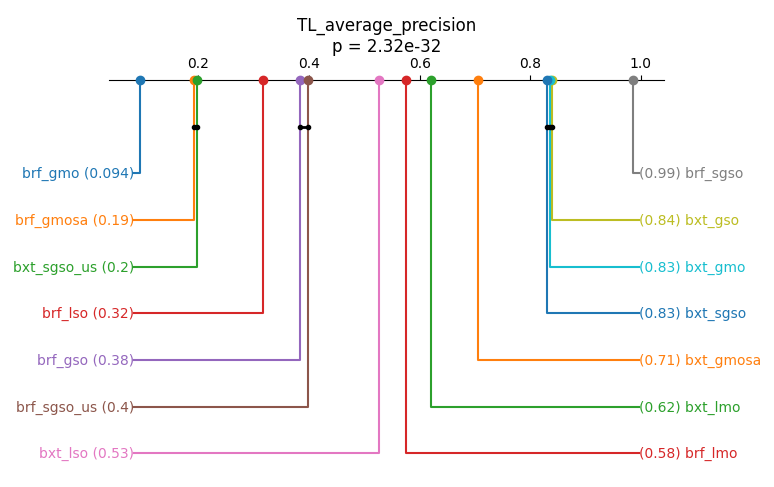 TL_average_precision
p = 2.32e-32
0.2 0.4 0.6 0.8 1.0
brf_gmo (0.094) (0.99) brf_sgso
brf_gmosa (0.19) (0.84) bxt_gso
bxt_sgso_us (0.2) (0.83) bxt_gmo
brf_lso (0.32) (0.83) bxt_sgso
brf_gso (0.38) (0.71) bxt_gmosa
brf_sgso_us (0.4) (0.62) bxt_lmo
bxt_lso (0.53) (0.58) brf_lmo